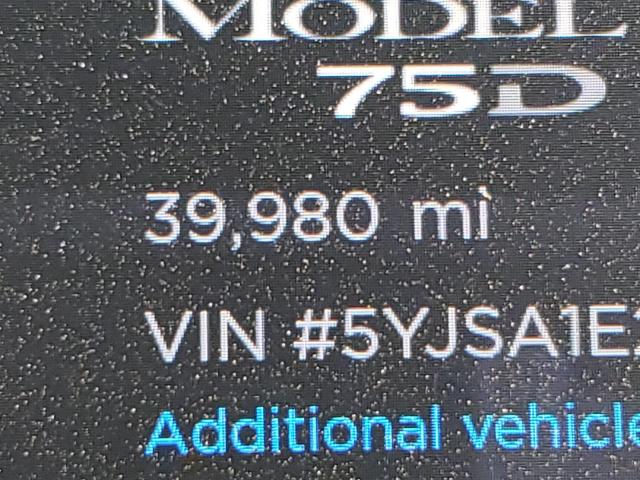 MODEL
75D
39,980 mi
VIN #5YJSA1E
Additional vehicle